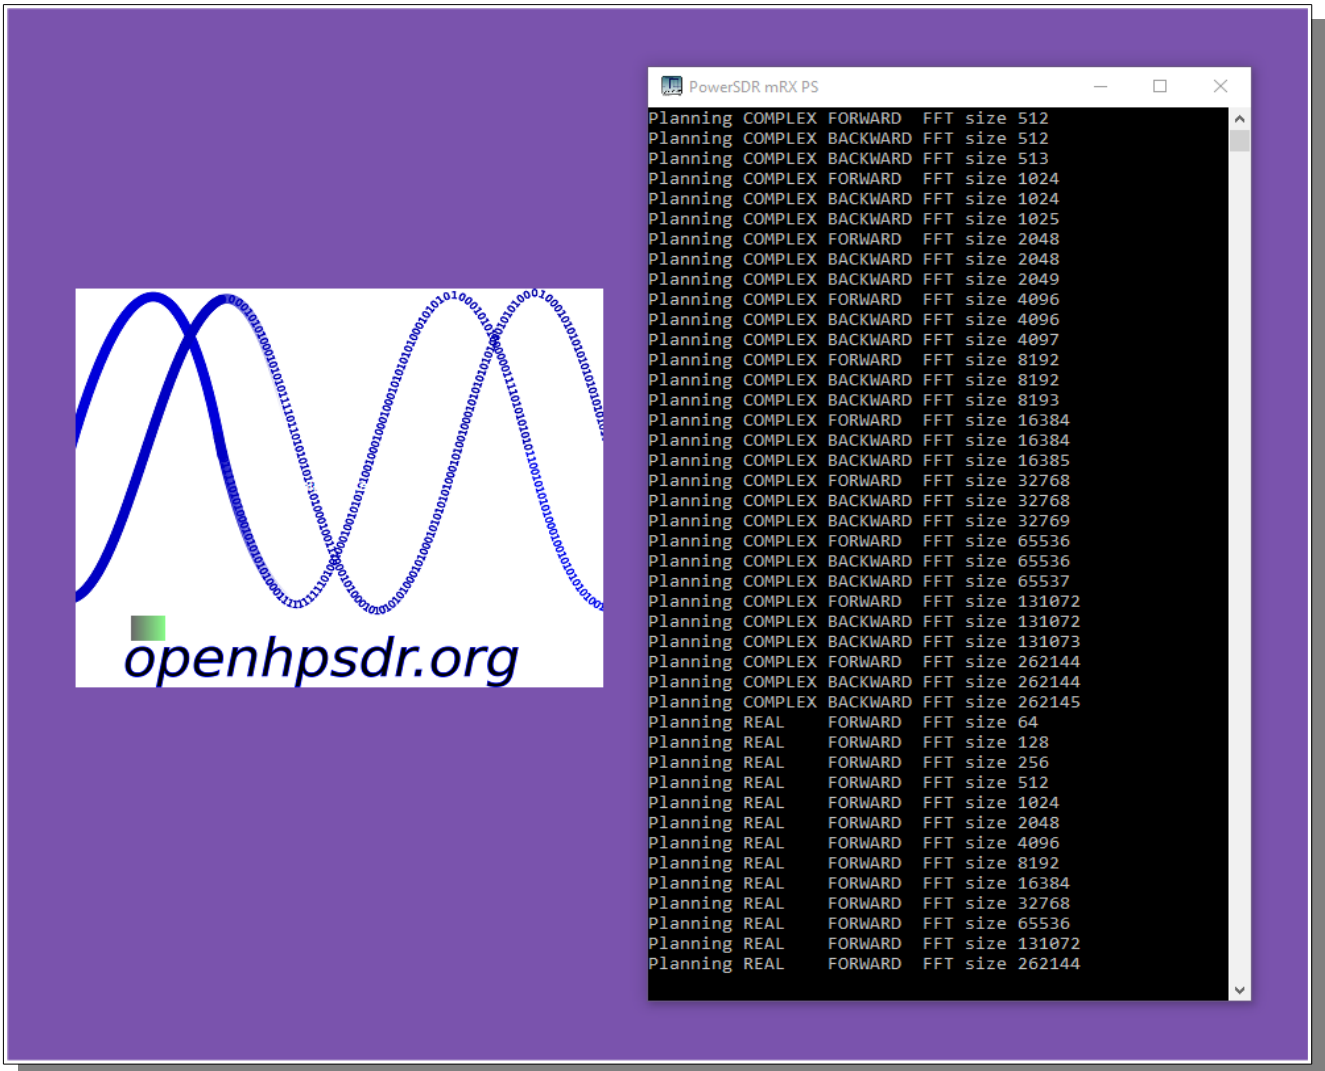 openhpsdr.org
PowerSDR mRX PS
Planning COMPLEX FORWARD  FFT size 512
Planning COMPLEX BACKWARD FFT size 512
Planning COMPLEX BACKWARD FFT size 513
Planning COMPLEX FORWARD  FFT size 1024
Planning COMPLEX BACKWARD FFT size 1024
Planning COMPLEX BACKWARD FFT size 1025
Planning COMPLEX FORWARD  FFT size 2048
Planning COMPLEX BACKWARD FFT size 2048
Planning COMPLEX BACKWARD FFT size 2049
Planning COMPLEX FORWARD  FFT size 4096
Planning COMPLEX BACKWARD FFT size 4096
Planning COMPLEX BACKWARD FFT size 4097
Planning COMPLEX FORWARD  FFT size 8192
Planning COMPLEX BACKWARD FFT size 8192
Planning COMPLEX BACKWARD FFT size 8193
Planning COMPLEX FORWARD  FFT size 16384
Planning COMPLEX BACKWARD FFT size 16384
Planning COMPLEX BACKWARD FFT size 16385
Planning COMPLEX FORWARD  FFT size 32768
Planning COMPLEX BACKWARD FFT size 32768
Planning COMPLEX BACKWARD FFT size 32769
Planning COMPLEX FORWARD  FFT size 65536
Planning COMPLEX BACKWARD FFT size 65536
Planning COMPLEX BACKWARD FFT size 65537
Planning COMPLEX FORWARD  FFT size 131072
Planning COMPLEX BACKWARD FFT size 131072
Planning COMPLEX BACKWARD FFT size 131073
Planning COMPLEX FORWARD  FFT size 262144
Planning COMPLEX BACKWARD FFT size 262144
Planning COMPLEX BACKWARD FFT size 262145
Planning REAL    FORWARD  FFT size 64
Planning REAL    FORWARD  FFT size 128
Planning REAL    FORWARD  FFT size 256
Planning REAL    FORWARD  FFT size 512
Planning REAL    FORWARD  FFT size 1024
Planning REAL    FORWARD  FFT size 2048
Planning REAL    FORWARD  FFT size 4096
Planning REAL    FORWARD  FFT size 8192
Planning REAL    FORWARD  FFT size 16384
Planning REAL    FORWARD  FFT size 32768
Planning REAL    FORWARD  FFT size 65536
Planning REAL    FORWARD  FFT size 131072
Planning REAL    FORWARD  FFT size 262144